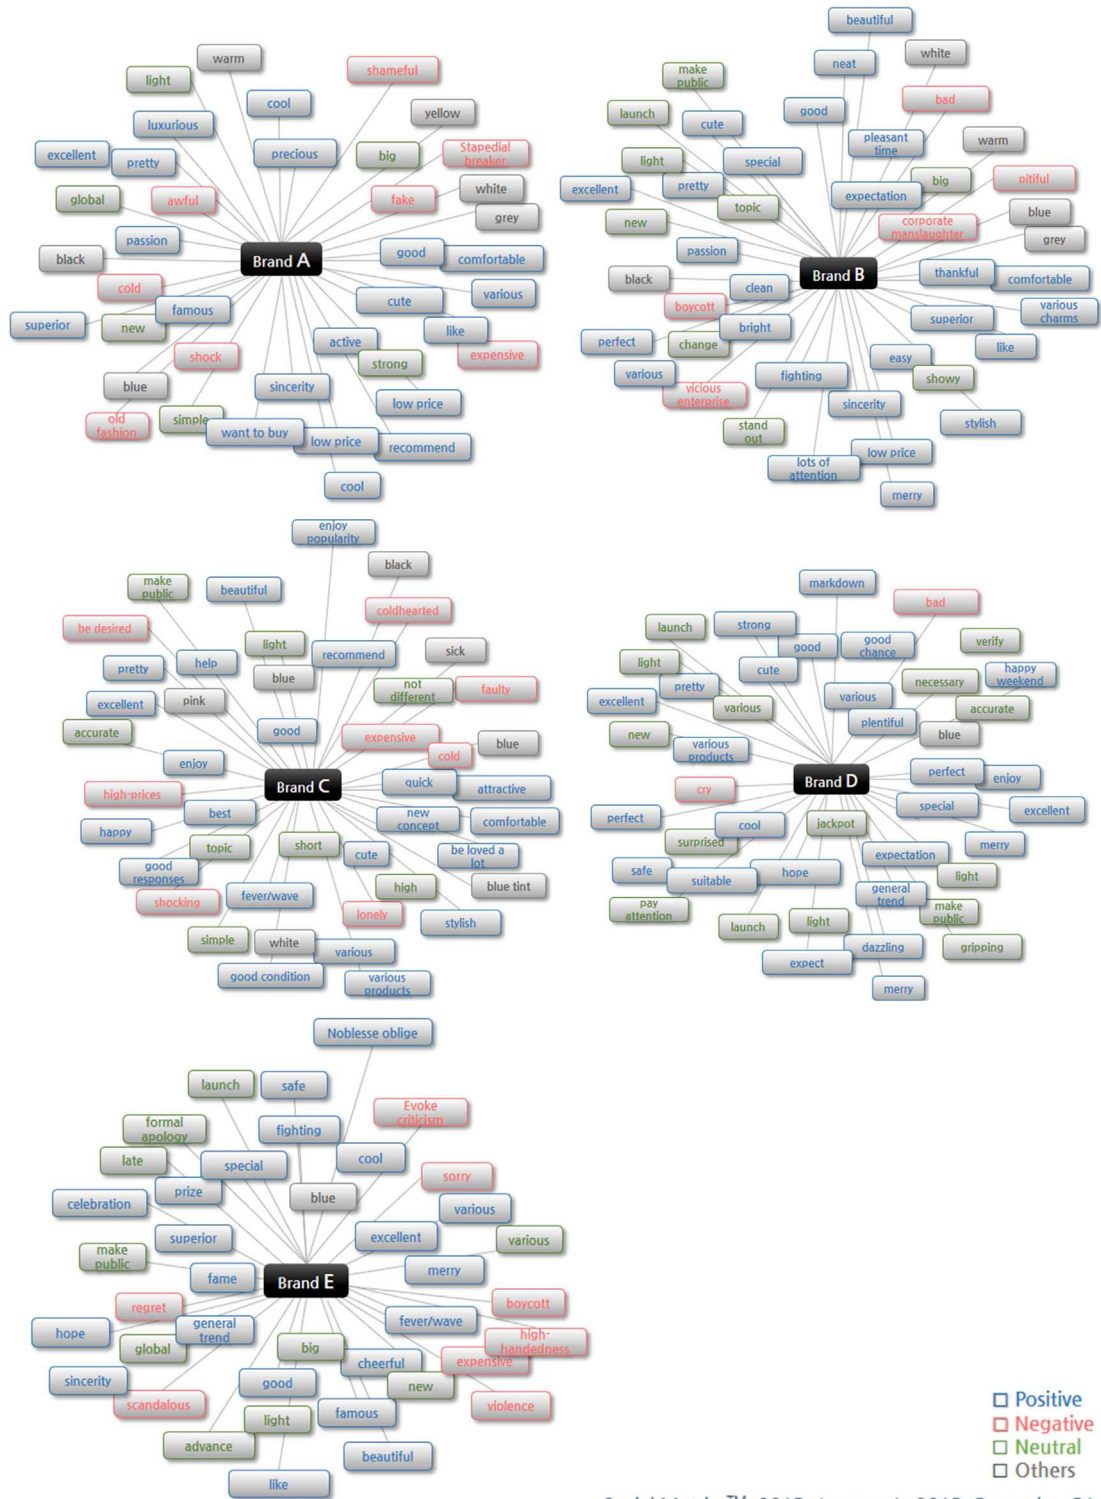 warm
shameful
light
cool
yellow
luxurious
precious
big
Stapedial
breaker
excellent
pretty
white
global
awful
fake
grey
passion
good
black
Brand A
comfortable
cold
cute
various
superior
new
famous
like
active
shock
strong
expensive
blue
sincerity
low price
old
fashion
simple
want to buy
low price
recommend
cool
beautiful
neat
white
make
public
bad
launch
cute
good
pleasant
time
warm
light
special
big
pitiful
excellent
pretty
expectation
new
topic
corporate
manslaughter
blue
grey
passion
Brand B
thankful
comfortable
black
clean
boycott
superior
various
charms
perfect
change
bright
easy
like
various
vicious
enterprise
fighting
showy
sincerity
stand
out
stylish
lots of
attention
low price
merry
enjoy
popularity
black
make
public
beautiful
coldhearted
be desired
light
recommend
sick
pretty
help
blue
not
different
faulty
excellent
pink
good
expensive
accurate
cold
blue
enjoy
Brand C
quick
attractive
high-prices
best
new
concept
comfortable
happy
topic
short
cute
be loved
a lot
good
responses
high
blue tint
shocking
fever/wave
lonely
stylish
simple
white
various
good condition
various
products
markdown
bad
launch
strong
good
good
chance
verify
light
cute
happy
weekend
excellent
pretty
various
necessary
various
plentiful
accurate
new
blue
various
products
Brand D
perfect
enjoy
cry
special
excellent
perfect
cool
jackpot
surprised
expectation
merry
safe
suitable
hope
light
pay
attention
general
trend
make
public
launch
light
gripping
expect
dazzling
merry
Noblesse oblige
launch
safe
Evoke
criticism
formal
apology
fighting
late
special
cool
sorry
celebration
prize
blue
various
superior
excellent
various
make
public
fame
Brand E
merry
regret
boycott
hope
general
trend
fever/wave
high-
handedness
global
big
cheerful
expensive
sincerity
good
new
scandalous
light
famous
violence
advance
beautiful
like
Positive
Negative
Neutral
Others